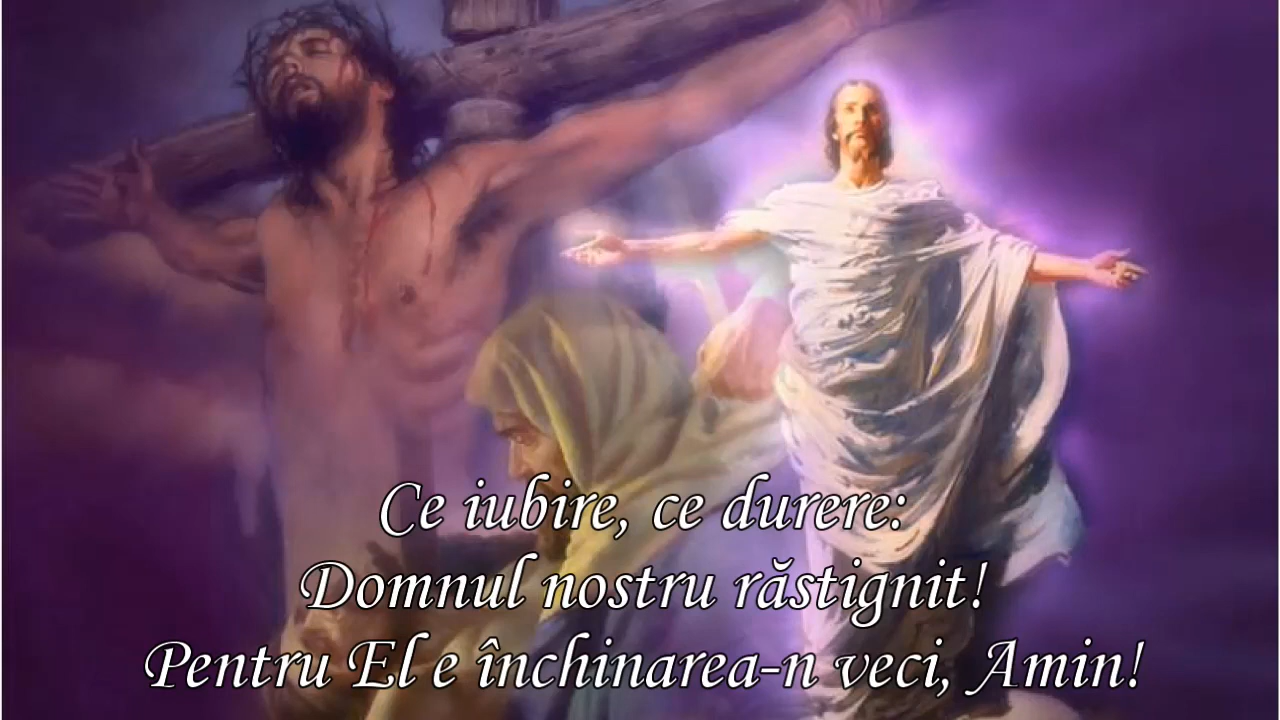 Ce iubire, ce durere:
Domnul nostru răstignit!
Pentru El e închinarea-n veci, Amin!